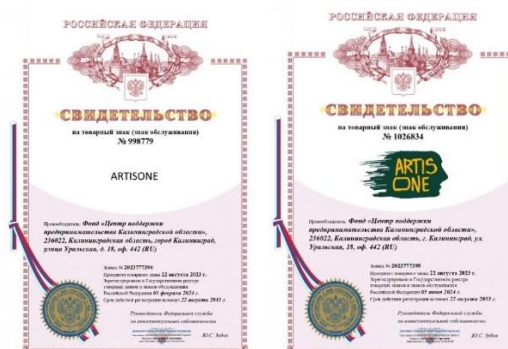 РОССИЙСКАЯ ФЕДЕРАЦИЯ
СВИДЕТЕЛЬСТВО
на товарный знак (знак обслуживания)
№ 998779
ARTISONE
Правообладатель: Фонд «Центр поддержки
предпринимательства Калининградской области»,
236022, Калининградская область, город Калининград,
улица Уральская, д. 18, оф. 442 (RU)
Заявка № 2023777394
Приоритет товарного знака 22 августа 2023 г.
Зарегистрировано в Государственном реестре
товарных знаков и знаков обслуживания
Российской Федерации 05 февраля 2024 г.
Срок действия регистрации истекает 22 августа 2033 г.
Руководитель Федеральной службы
по интеллектуальной собственности
Ю.С. Зубов
РОССИЙСКАЯ ФЕДЕРАЦИЯ
СВИДЕТЕЛЬСТВО
на товарный знак (знак обслуживания)
№ 1026834
ARTIS
ONE
Правообладатель: Фонд «Центр поддержки
предпринимательства Калининградской области»,
236022, Калининградская область, г. Калининград, ул.
Уральская, 18, оф. 442 (RU)
Заявка № 2023777395
Приоритет товарного знака 22 августа 2023 г.
Зарегистрировано в Государственном реестре
товарных знаков и знаков обслуживания
Российской Федерации 05 июня 2024 г.
Срок действия регистрации истекает 22 августа 2033 г.
Руководитель Федеральной службы
по интеллектуальной собственности
Ю.С. Зубов